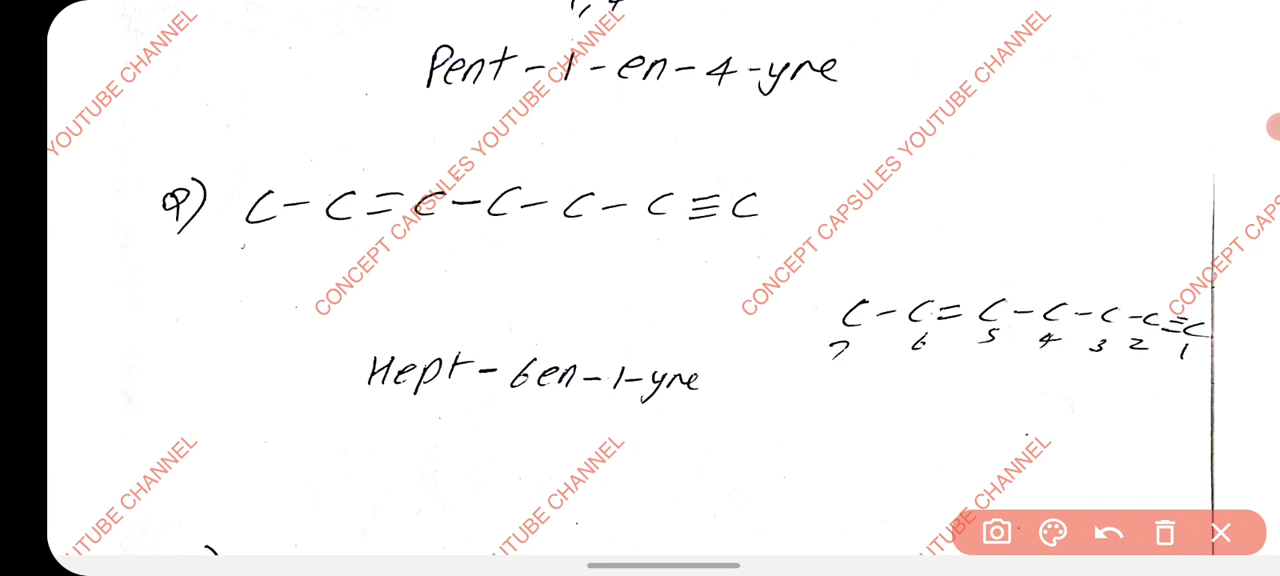 Pent-1-en-4-yne
Q) C-C=C-C-C-C≡C
C-C=C-C-C-C≡C
7 6 5 4 3 2 1
Hept-6en-1-yne
YOUTUBE CHANNEL
CONCEPT CAPSULES YOUTUBE CHANNEL
CONCEPT CAPSULES YOUTUBE CHANNEL
CONCEPT CAPS
UTUBE CHANNEL
UTUBE CHANNEL
UTUBE CHANNEL